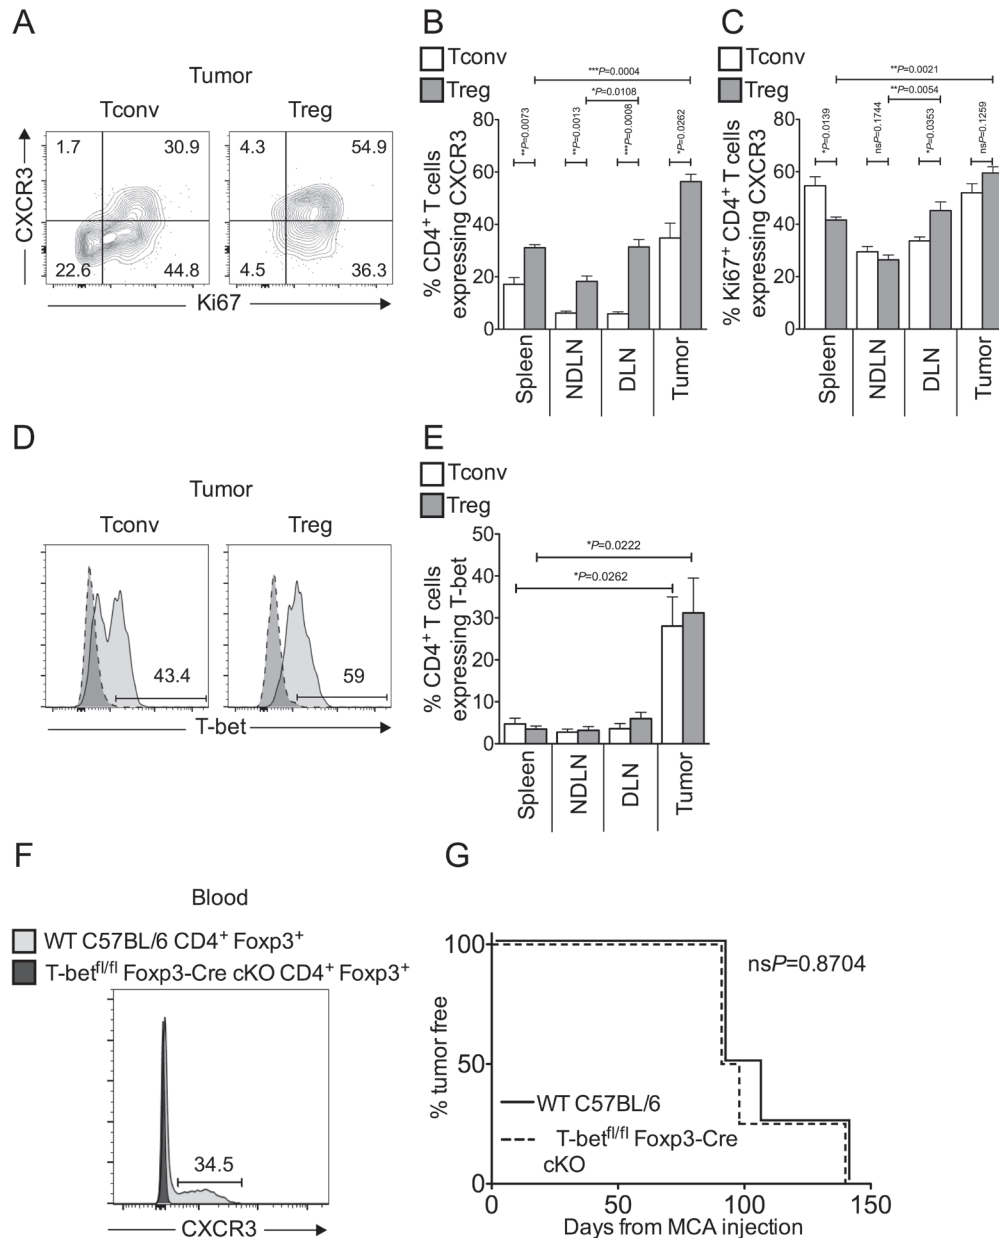 A
Tumor
Tconv
Treg
CXCR3
1.7
30.9
22.6
44.8
4.3
54.9
4.5
36.3
Ki67
B
Tconv
Treg
***P=0.0004
*P=0.0108
**P=0.0073
**P=0.0013
***P=0.0008
*P=0.0262
% CD4⁺ T cells
expressing CXCR3
80
60
40
20
0
Spleen
NDLN
DLN
Tumor
C
Tconv
Treg
**P=0.0021
**P=0.0054
*P=0.0139
nsP=0.1744
*P=0.0353
nsP=0.1259
% Ki67⁺ CD4⁺ T cells
expressing CXCR3
80
60
40
20
0
Spleen
NDLN
DLN
Tumor
D
Tumor
Tconv
Treg
43.4
59
T-bet
E
Tconv
Treg
*P=0.0222
*P=0.0262
% CD4⁺ T cells
expressing T-bet
50
40
30
20
10
0
Spleen
NDLN
DLN
Tumor
F
Blood
WT C57BL/6 CD4⁺ Foxp3⁺
T-betᶠˡ/ᶠˡ Foxp3-Cre cKO CD4⁺ Foxp3⁺
34.5
CXCR3
G
nsP=0.8704
% tumor free
100
50
0
WT C57BL/6
T-betᶠˡ/ᶠˡ Foxp3-Cre
cKO
0
50
100
150
Days from MCA injection